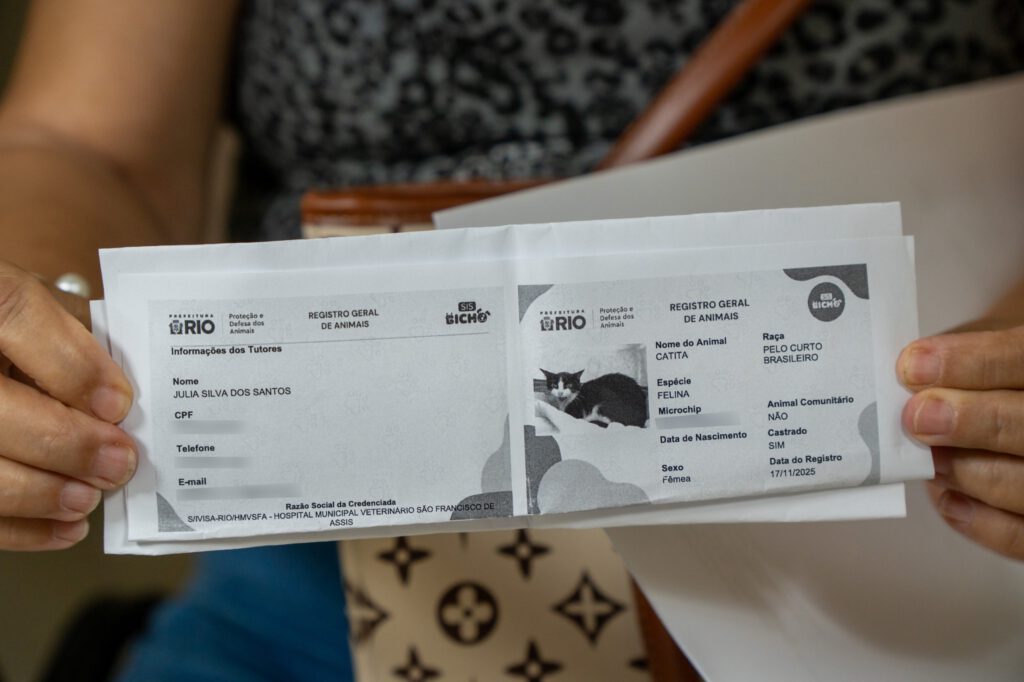 PREFEITURA
RIO
Proteção e
Defesa dos
Animais
REGISTRO GERAL
DE ANIMAIS
SIS
BICHO
Informações dos Tutores
Nome
JULIA SILVA DOS SANTOS
CPF
Telefone
E-mail
Razão Social da Credenciada
S/IVISA-RIO/HMVSFA - HOSPITAL MUNICIPAL VETERINÁRIO SÃO FRANCISCO DE
ASSIS
PREFEITURA
RIO
Proteção e
Defesa dos
Animais
REGISTRO GERAL
DE ANIMAIS
SIS
BICHO
Nome do Animal
CATITA
Raça
PELO CURTO
BRASILEIRO
Espécie
FELINA
Microchip
Animal Comunitário
NÃO
Data de Nascimento
Castrado
SIM
Sexo
Fêmea
Data do Registro
17/11/2025